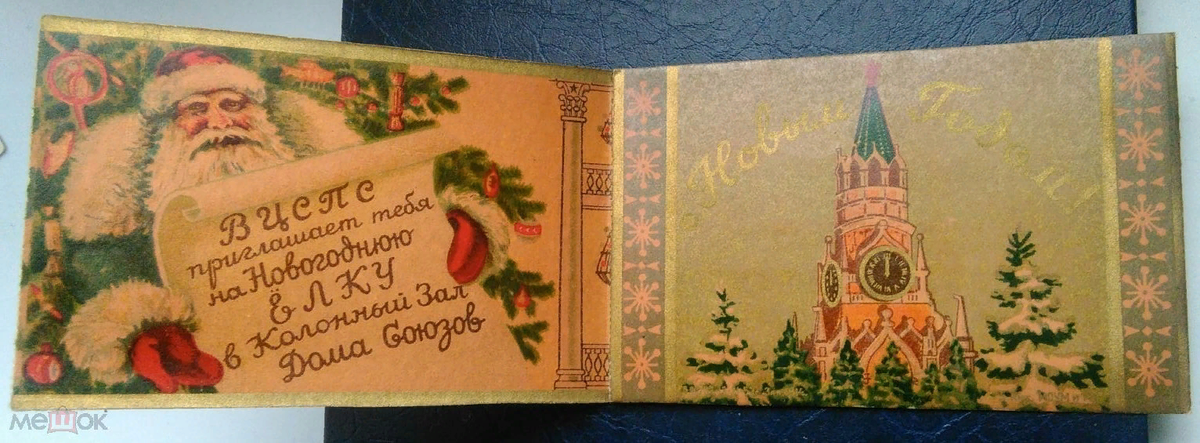 ВЦСПС
приглашает тебя
на Новогоднюю
ЁЛКУ
в Колонный Зал
Дома Союзов
С Новым Годом!
мешок